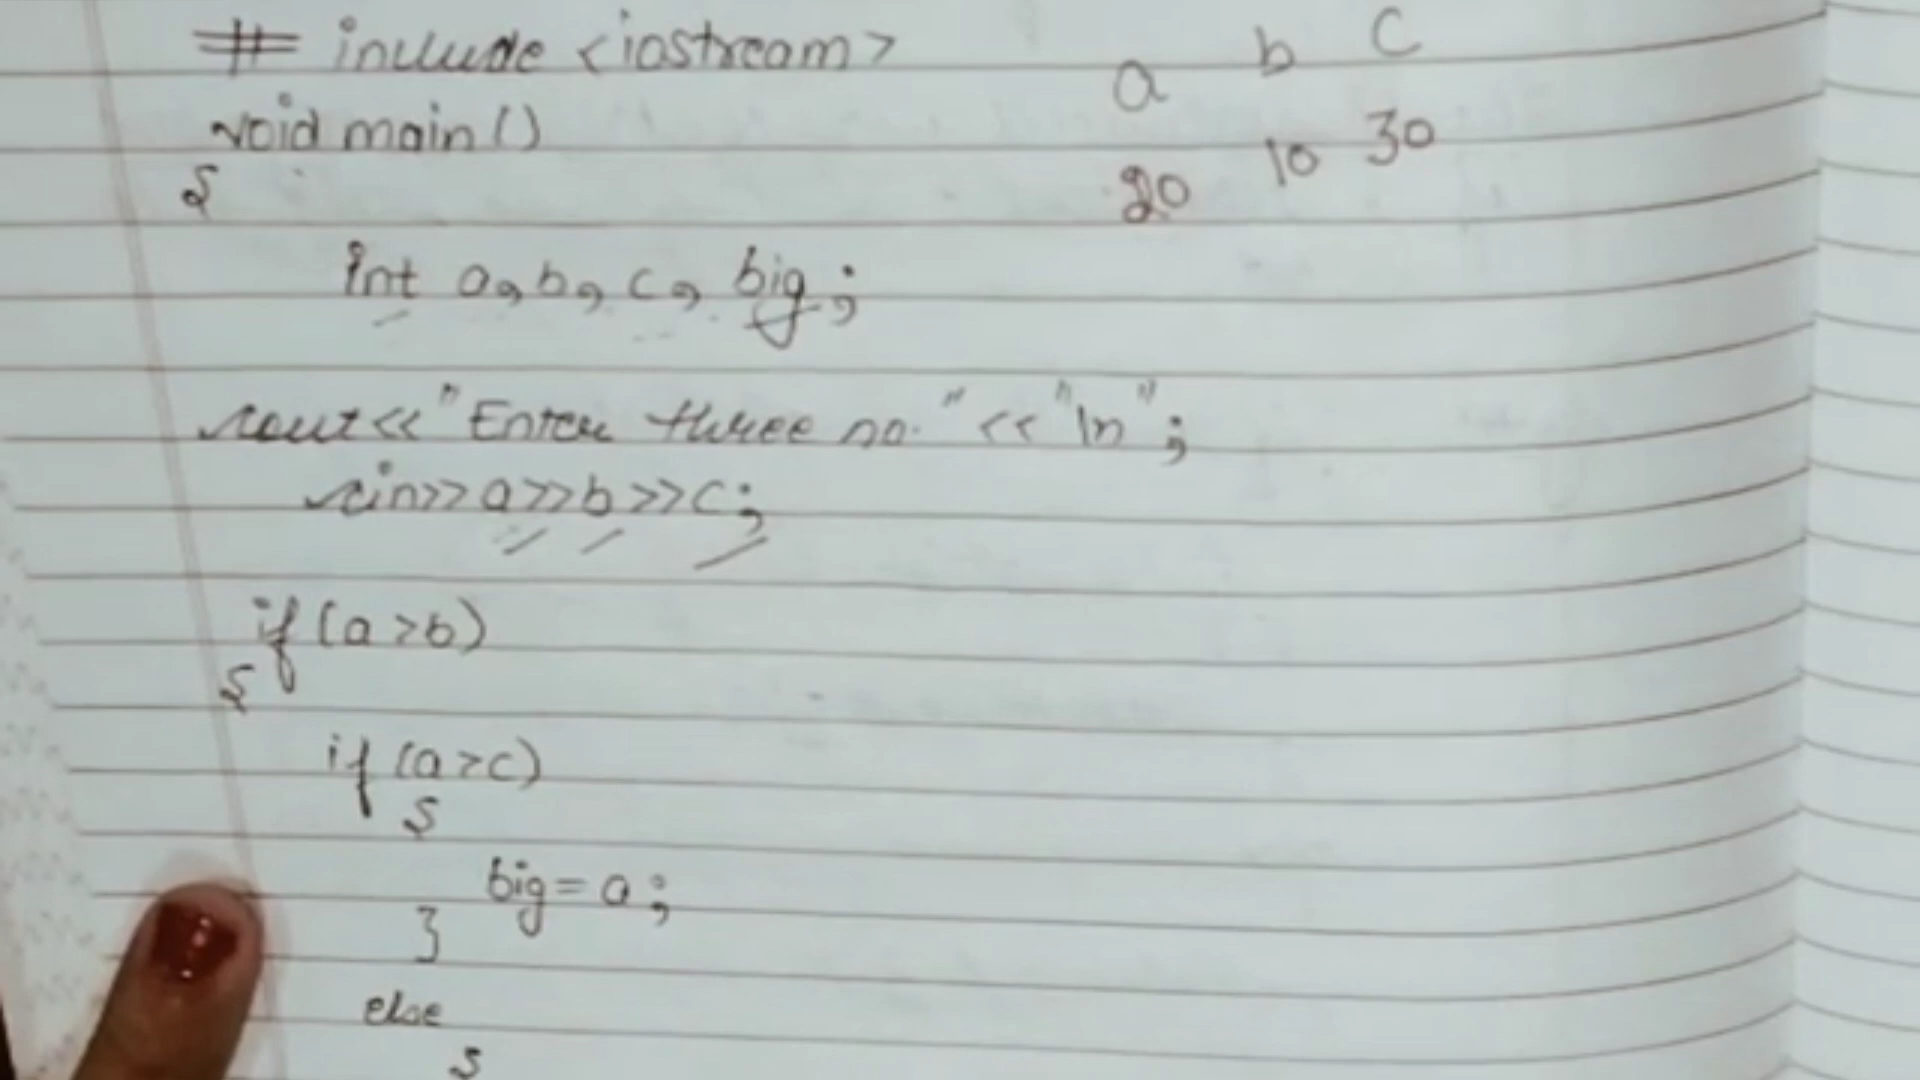 # include <iostream>
void main()
{
int a, b, c, big;
cout<<"Enter three no."<<"\n";
cin>>a>>b>>c;
if(a>b)
{
if(a>c)
{
big=a;
}
else
{
a b c
20 10 30